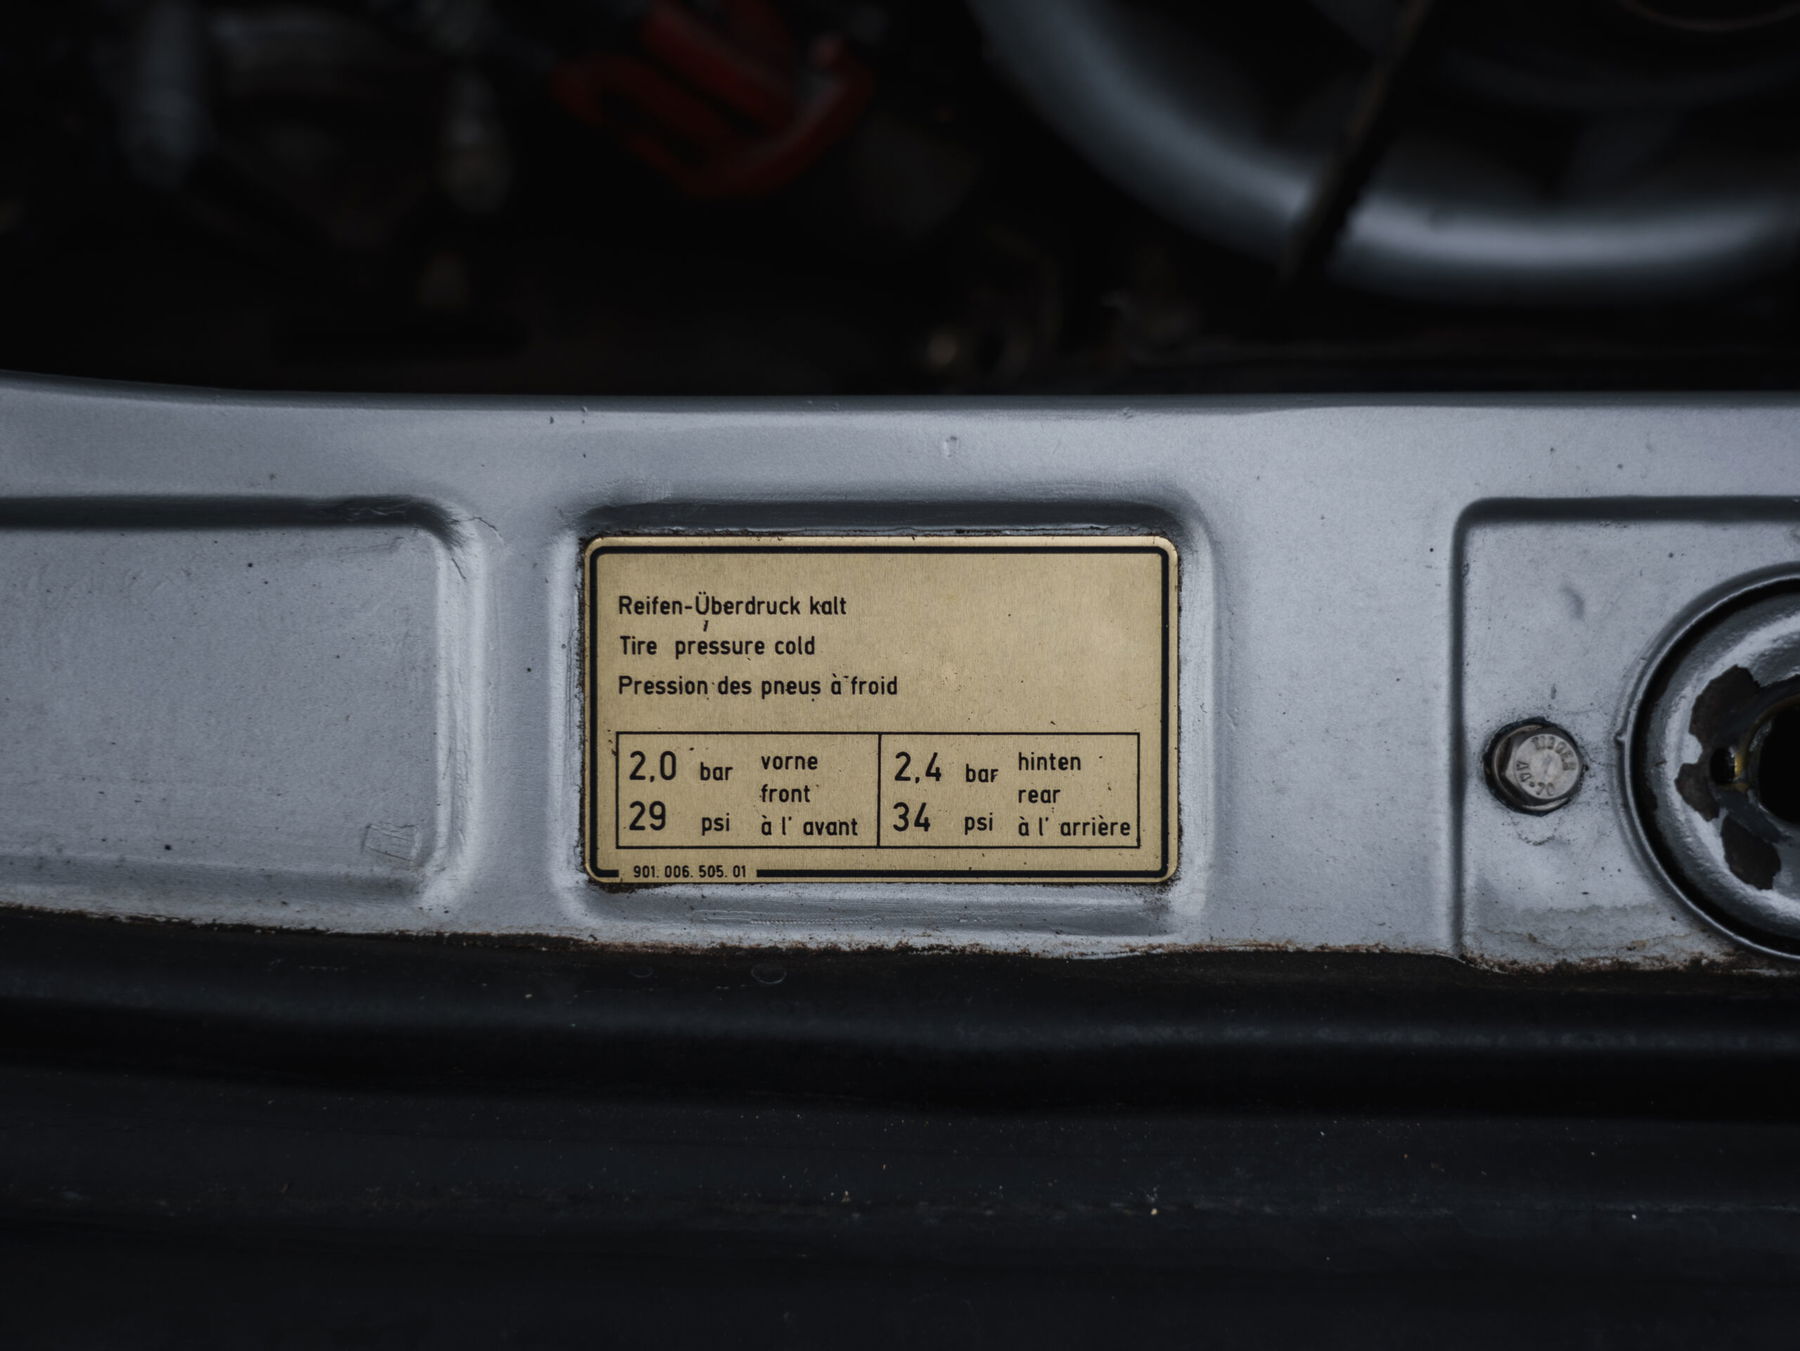 Reifen-Überdruck kalt
Tire pressure cold
Pression des pneus à froid
2,0 bar vorne
front
29 psi à l' avant
2,4 bar hinten
rear
34 psi à l' arrière
901. 006. 505. 01